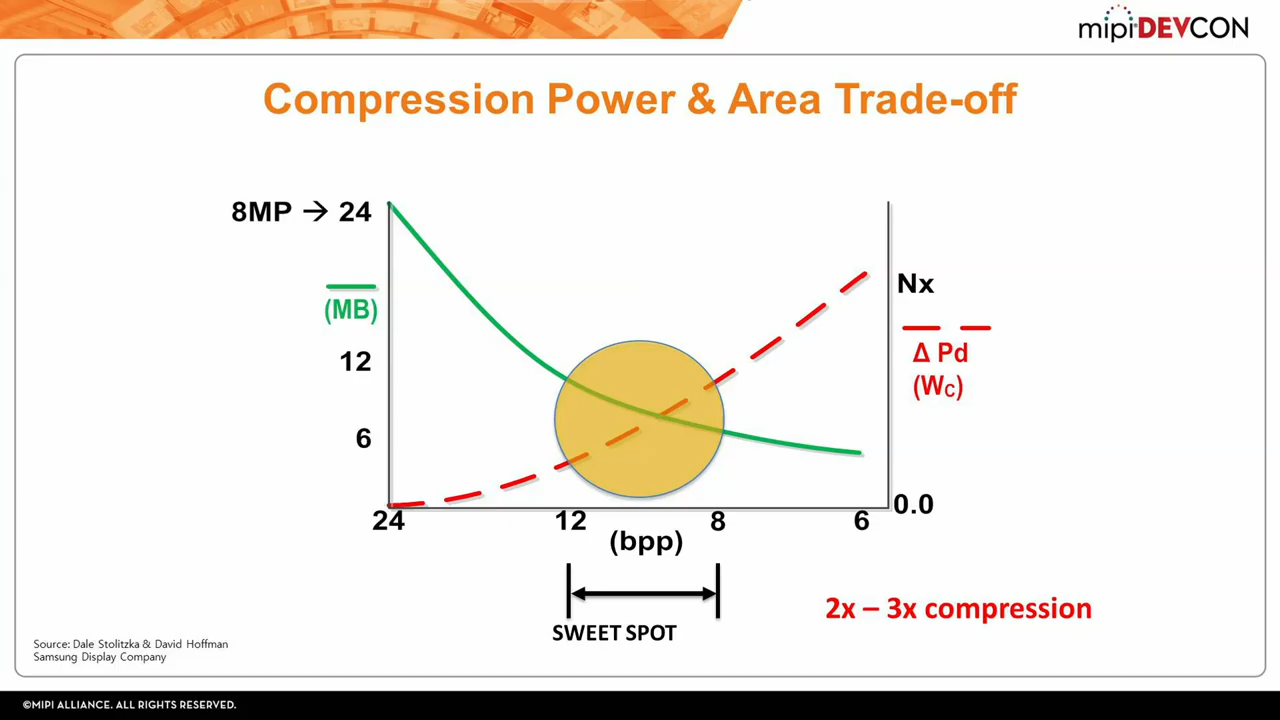 mipi DEVCON
Compression Power & Area Trade-off
8MP → 24
(MB)
12
6
Nx
Δ Pd
(WC)
0.0
24 12 8 6
(bpp)
SWEET SPOT
2x – 3x compression
Source: Dale Stolitzka & David Hoffman
Samsung Display Company
©MIPI ALLIANCE. ALL RIGHTS RESERVED.